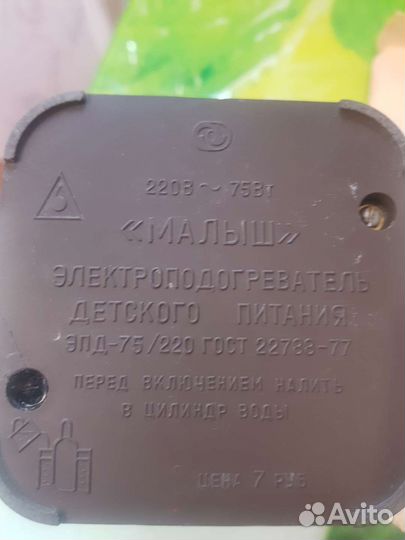 220В ~ 75Вт
«МАЛЫШ»
ЭЛЕКТРОПОДОГРЕВАТЕЛЬ
ДЕТСКОГО ПИТАНИЯ
ЭПД-75/220 ГОСТ 22788-77
ПЕРЕД ВКЛЮЧЕНИЕМ НАЛИТЬ
В ЦИЛИНДР ВОДЫ
ЦЕНА 7 РУБ
Avito